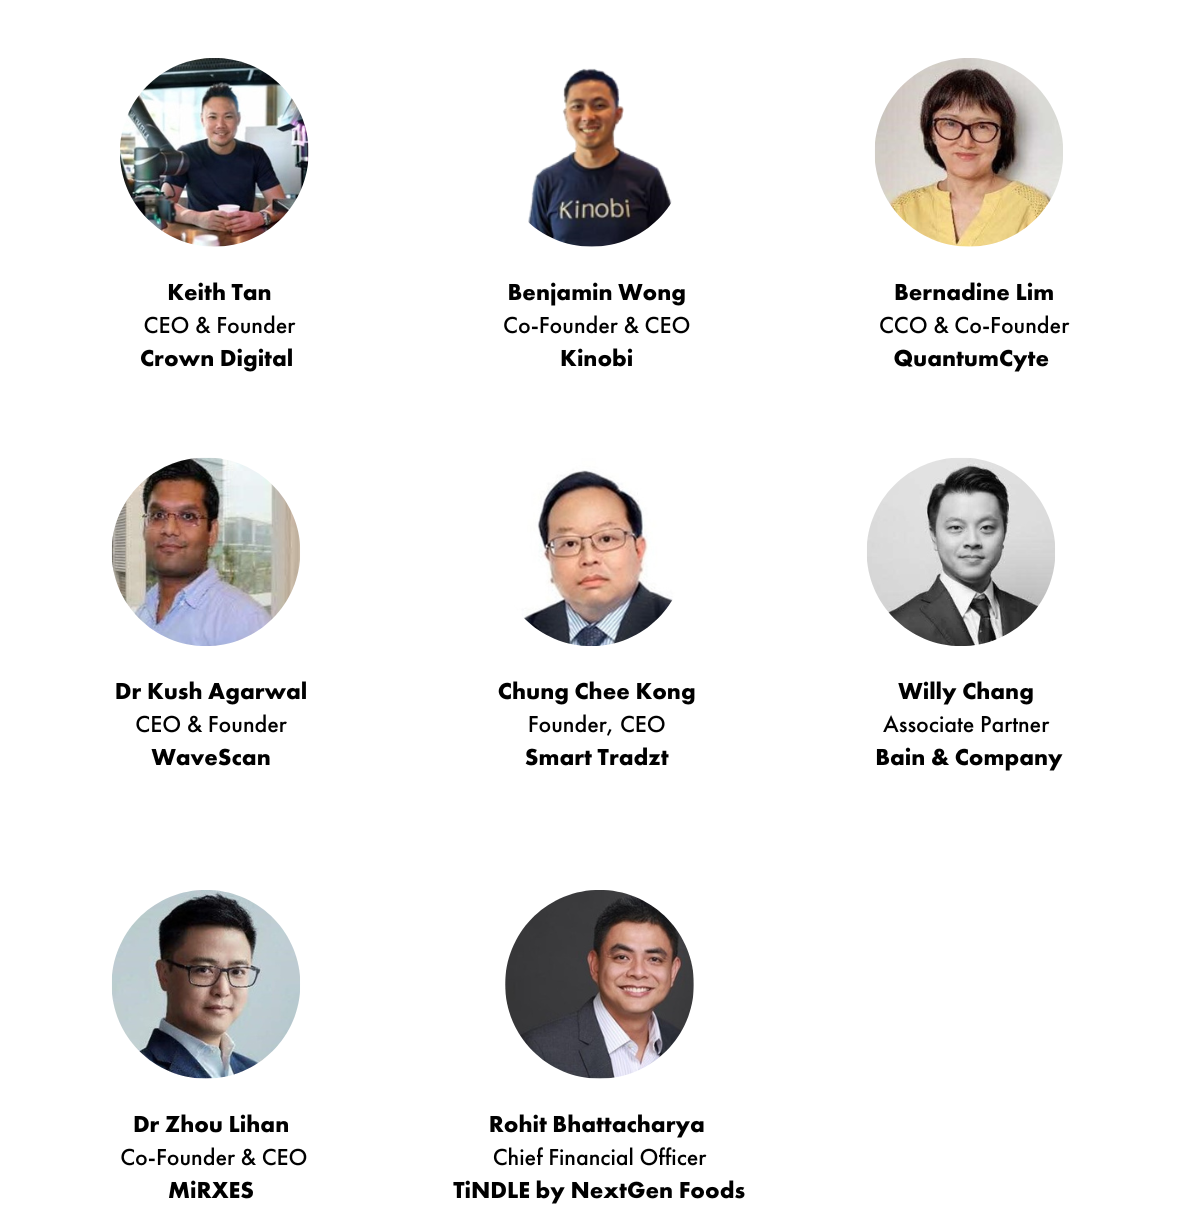 Kinobi
Keith Tan
CEO & Founder
Crown Digital
Benjamin Wong
Co-Founder & CEO
Kinobi
Bernadine Lim
CCO & Co-Founder
QuantumCyte
Dr Kush Agarwal
CEO & Founder
WaveScan
Chung Chee Kong
Founder, CEO
Smart Tradzt
Willy Chang
Associate Partner
Bain & Company
Dr Zhou Lihan
Co-Founder & CEO
MiRXES
Rohit Bhattacharya
Chief Financial Officer
TiNDLE by NextGen Foods